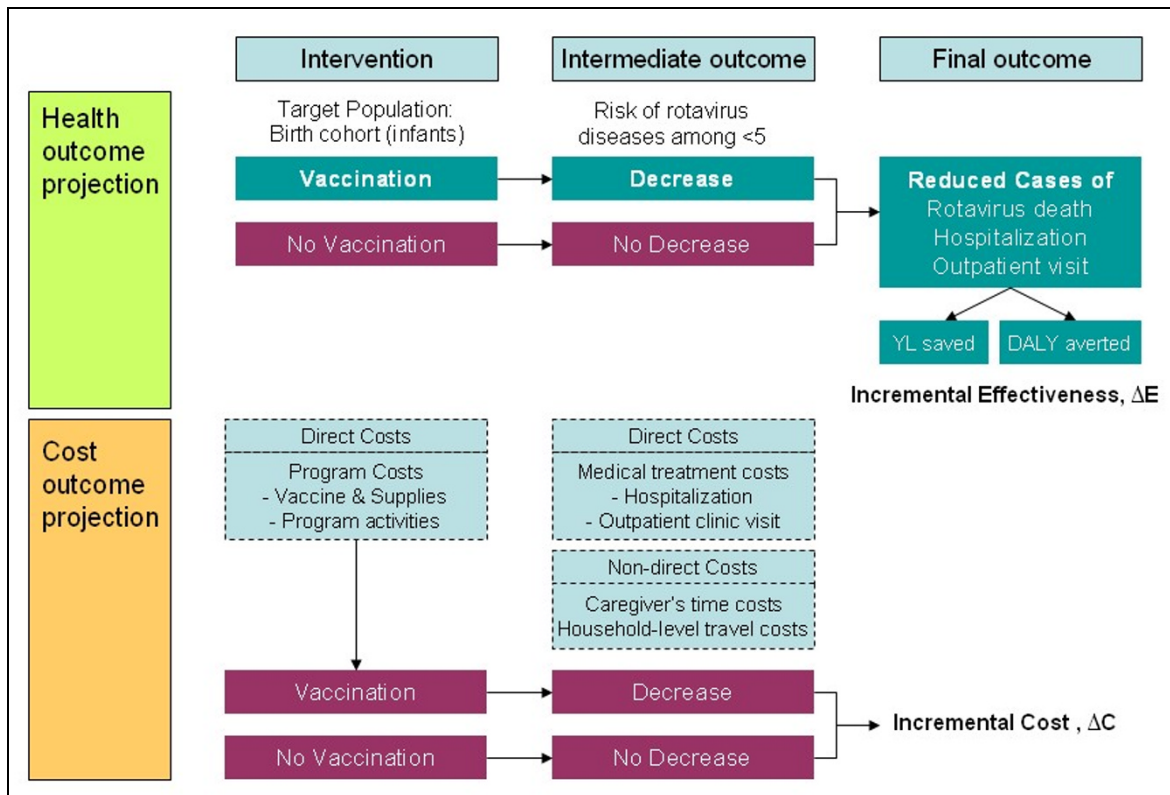 Intervention
Intermediate outcome
Final outcome
Health
outcome
projection
Target Population:
Birth cohort (infants)
Risk of rotavirus
diseases among <5
Vaccination
Decrease
No Vaccination
No Decrease
Reduced Cases of
Rotavirus death
Hospitalization
Outpatient visit
YL saved
DALY averted
Incremental Effectiveness, ΔE
Cost
outcome
projection
Direct Costs
Program Costs
- Vaccine & Supplies
- Program activities
Direct Costs
Medical treatment costs
- Hospitalization
- Outpatient clinic visit
Non-direct Costs
Caregiver's time costs
Household-level travel costs
Vaccination
Decrease
No Vaccination
No Decrease
Incremental Cost , ΔC